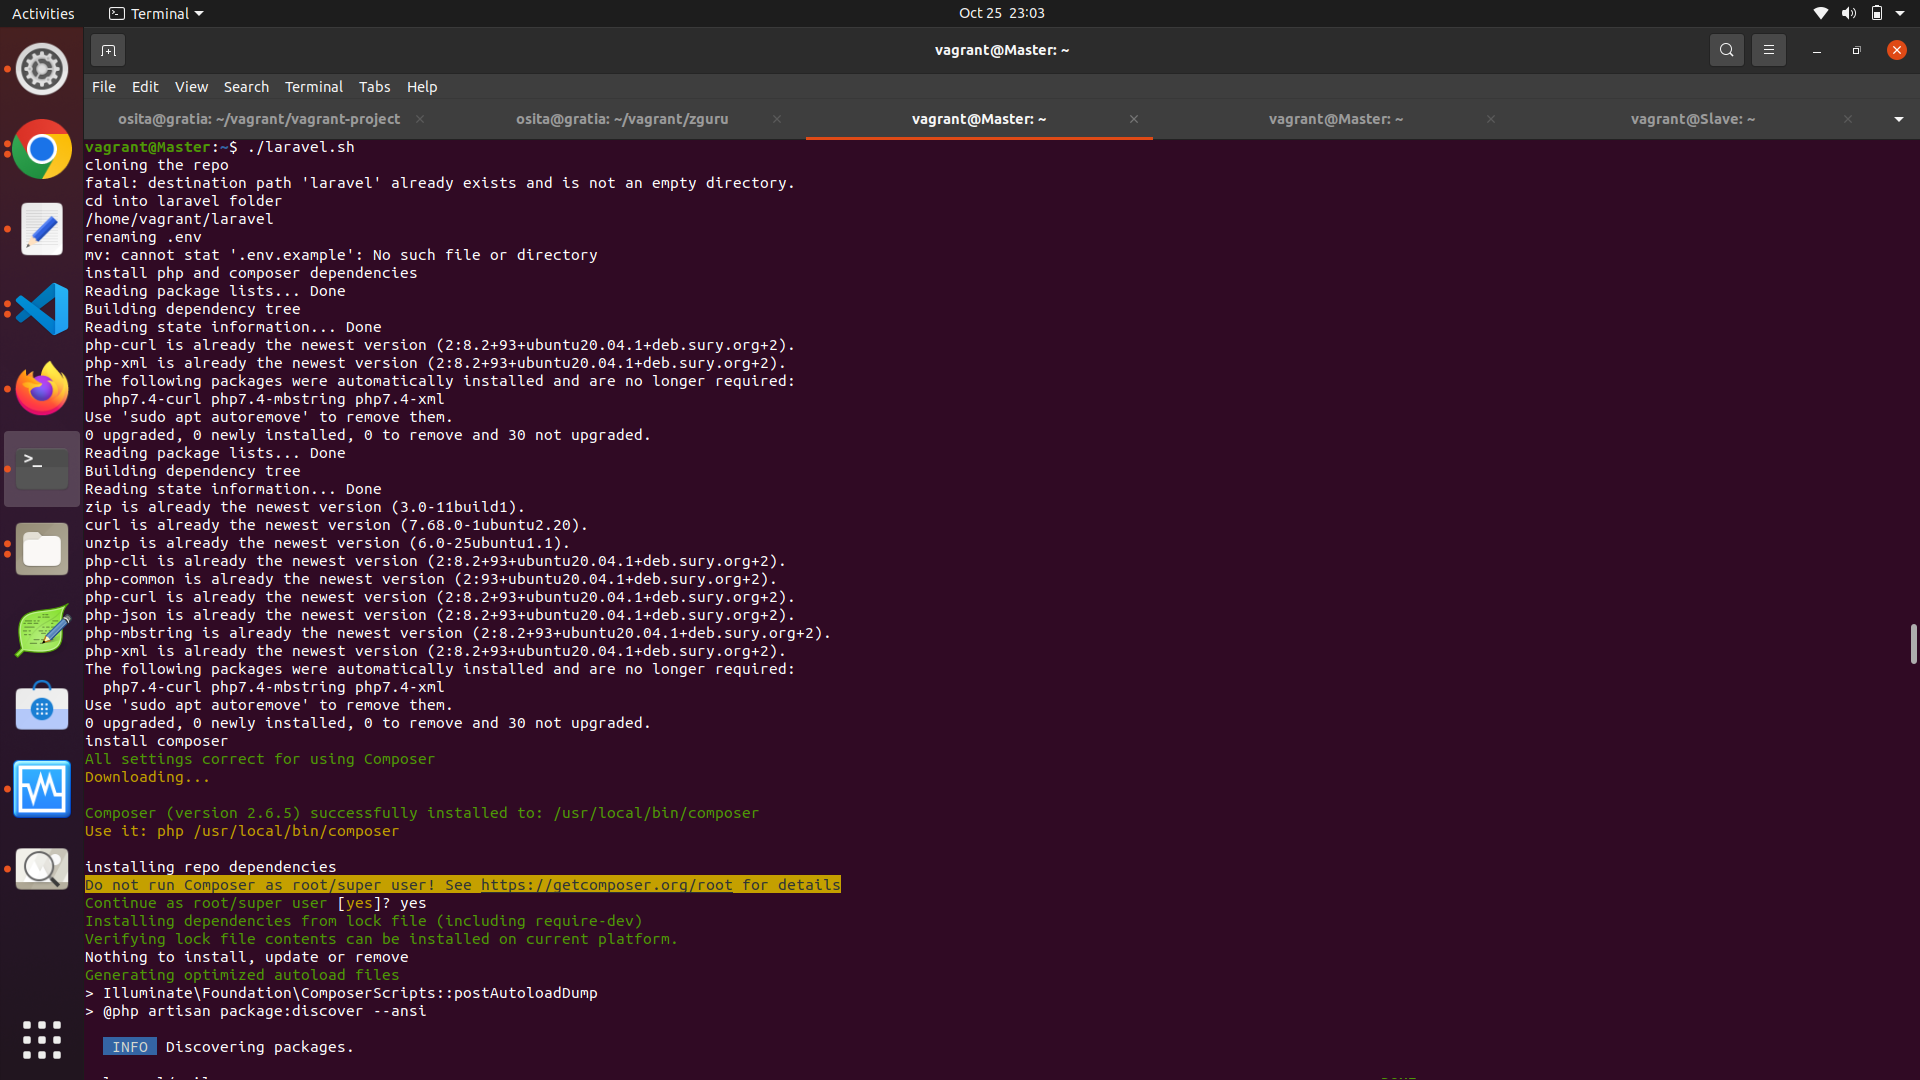 Activities
Terminal
Oct 25 23:03
vagrant@Master: ~
File Edit View Search Terminal Tabs Help
osita@gratia: ~/vagrant/vagrant-project
osita@gratia: ~/vagrant/zguru
vagrant@Master: ~
vagrant@Master: ~
vagrant@Slave: ~
vagrant@Master:~$ ./laravel.sh
cloning the repo
fatal: destination path 'laravel' already exists and is not an empty directory.
cd into laravel folder
/home/vagrant/laravel
renaming .env
mv: cannot stat '.env.example': No such file or directory
install php and composer dependencies
Reading package lists... Done
Building dependency tree
Reading state information... Done
php-curl is already the newest version (2:8.2+93+ubuntu20.04.1+deb.sury.org+2).
php-xml is already the newest version (2:8.2+93+ubuntu20.04.1+deb.sury.org+2).
The following packages were automatically installed and are no longer required:
  php7.4-curl php7.4-mbstring php7.4-xml
Use 'sudo apt autoremove' to remove them.
0 upgraded, 0 newly installed, 0 to remove and 30 not upgraded.
Reading package lists... Done
Building dependency tree
Reading state information... Done
zip is already the newest version (3.0-11build1).
curl is already the newest version (7.68.0-1ubuntu2.20).
unzip is already the newest version (6.0-25ubuntu1.1).
php-cli is already the newest version (2:8.2+93+ubuntu20.04.1+deb.sury.org+2).
php-common is already the newest version (2:93+ubuntu20.04.1+deb.sury.org+2).
php-curl is already the newest version (2:8.2+93+ubuntu20.04.1+deb.sury.org+2).
php-json is already the newest version (2:8.2+93+ubuntu20.04.1+deb.sury.org+2).
php-mbstring is already the newest version (2:8.2+93+ubuntu20.04.1+deb.sury.org+2).
php-xml is already the newest version (2:8.2+93+ubuntu20.04.1+deb.sury.org+2).
The following packages were automatically installed and are no longer required:
  php7.4-curl php7.4-mbstring php7.4-xml
Use 'sudo apt autoremove' to remove them.
0 upgraded, 0 newly installed, 0 to remove and 30 not upgraded.
install composer
All settings correct for using Composer
Downloading...
Composer (version 2.6.5) successfully installed to: /usr/local/bin/composer
Use it: php /usr/local/bin/composer
installing repo dependencies
Do not run Composer as root/super user! See https://getcomposer.org/root for details
Continue as root/super user [yes]? yes
Installing dependencies from lock file (including require-dev)
Verifying lock file contents can be installed on current platform.
Nothing to install, update or remove
Generating optimized autoload files
> Illuminate\Foundation\ComposerScripts::postAutoloadDump
> @php artisan package:discover --ansi
INFO Discovering packages.